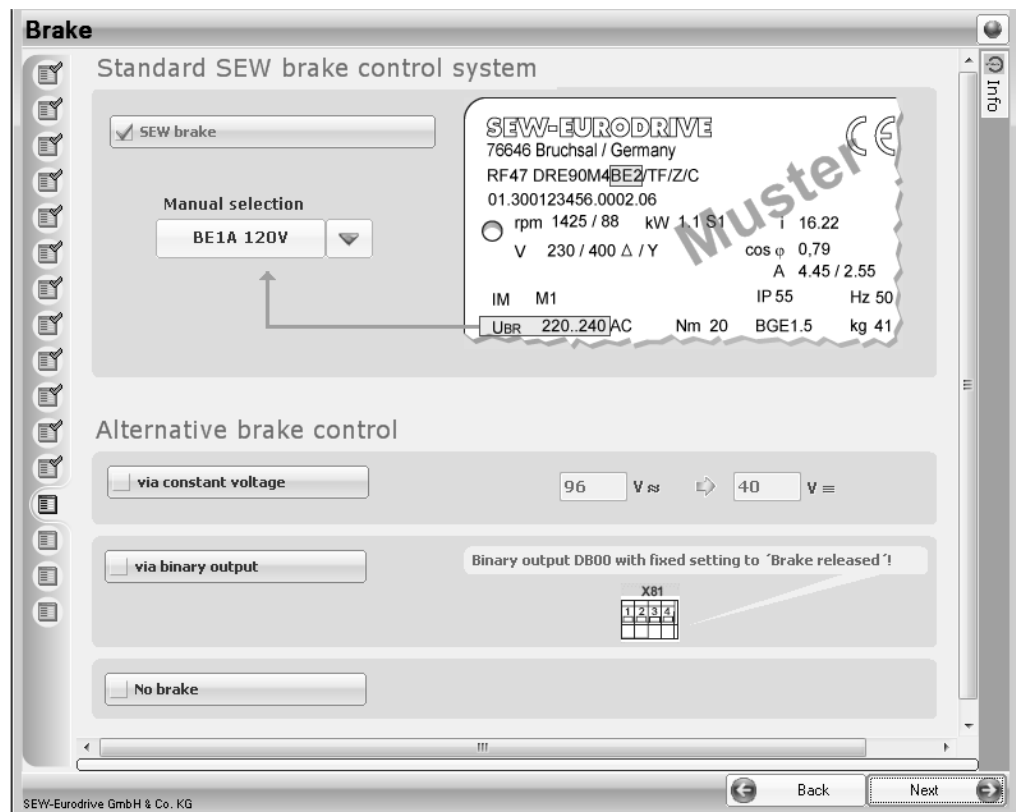 Brake
Info
Standard SEW brake control system
SEW brake
Manual selection
BE1A 120V
SEW-EURODRIVE
CE
76646 Bruchsal / Germany
RF47 DRE90M4BE2/TF/Z/C
01.300123456.0002.06
rpm 1425 / 88 kW 1.1 S1 i 16.22
V 230 / 400 Δ / Y cos φ 0,79
A 4.45 / 2.55
IM M1 IP 55 Hz 50
UBR 220..240 AC Nm 20 BGE1.5 kg 41
Muster
Alternative brake control
via constant voltage 96 V ≂ 40 V =
via binary output
Binary output DB00 with fixed setting to ´Brake released´!
X81
1 2 3 4
No brake
Back Next
SEW-Eurodrive GmbH & Co. KG